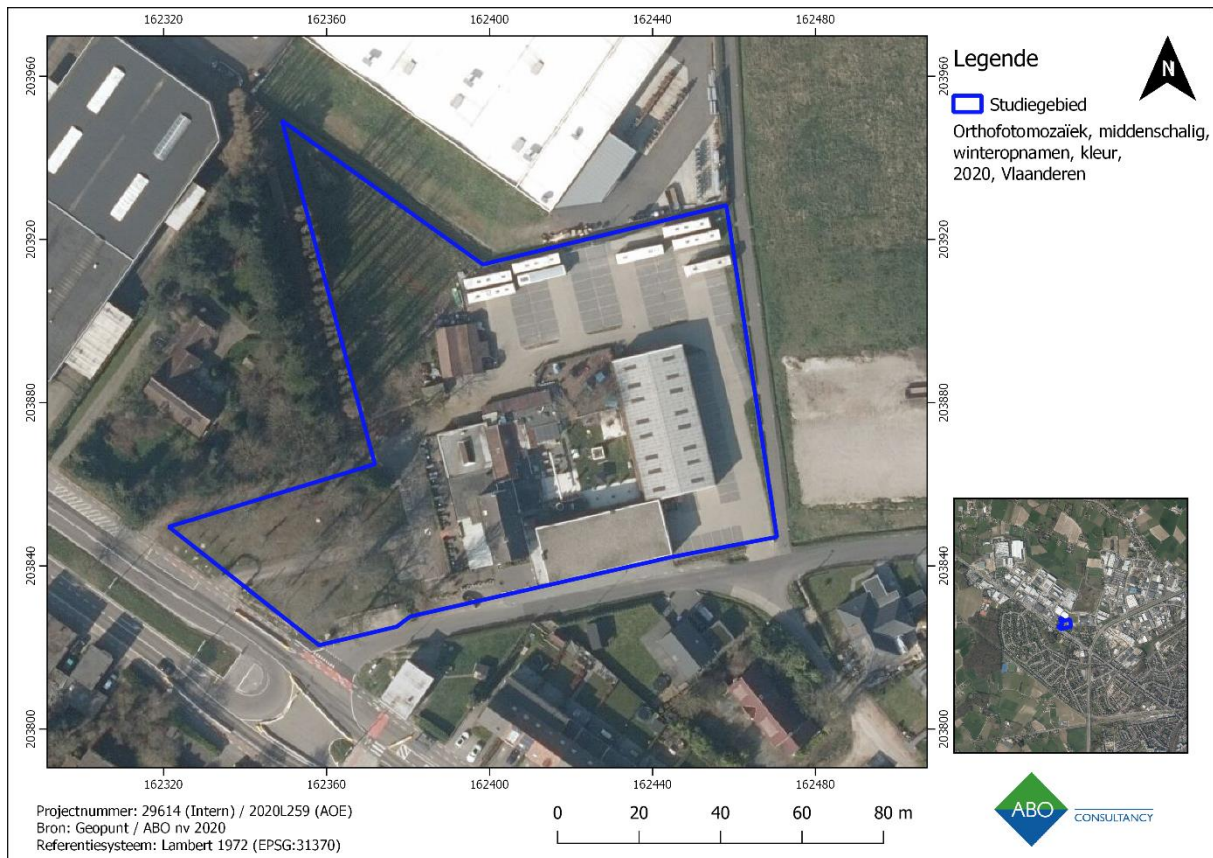 162320 162360 162400 162440 162480
203960
203920
203880
203840
203800
203960
203920
203880
203840
203800
162320 162360 162400 162440 162480
Legende
N
Studiegebied
Orthofotomozaïek, middenschalig,
winteropnamen, kleur,
2020, Vlaanderen
Projectnummer: 29614 (Intern) / 2020L259 (AOE)
Bron: Geopunt / ABO nv 2020
Referentiesysteem: Lambert 1972 (EPSG:31370)
0 20 40 60 80 m
ABO
CONSULTANCY